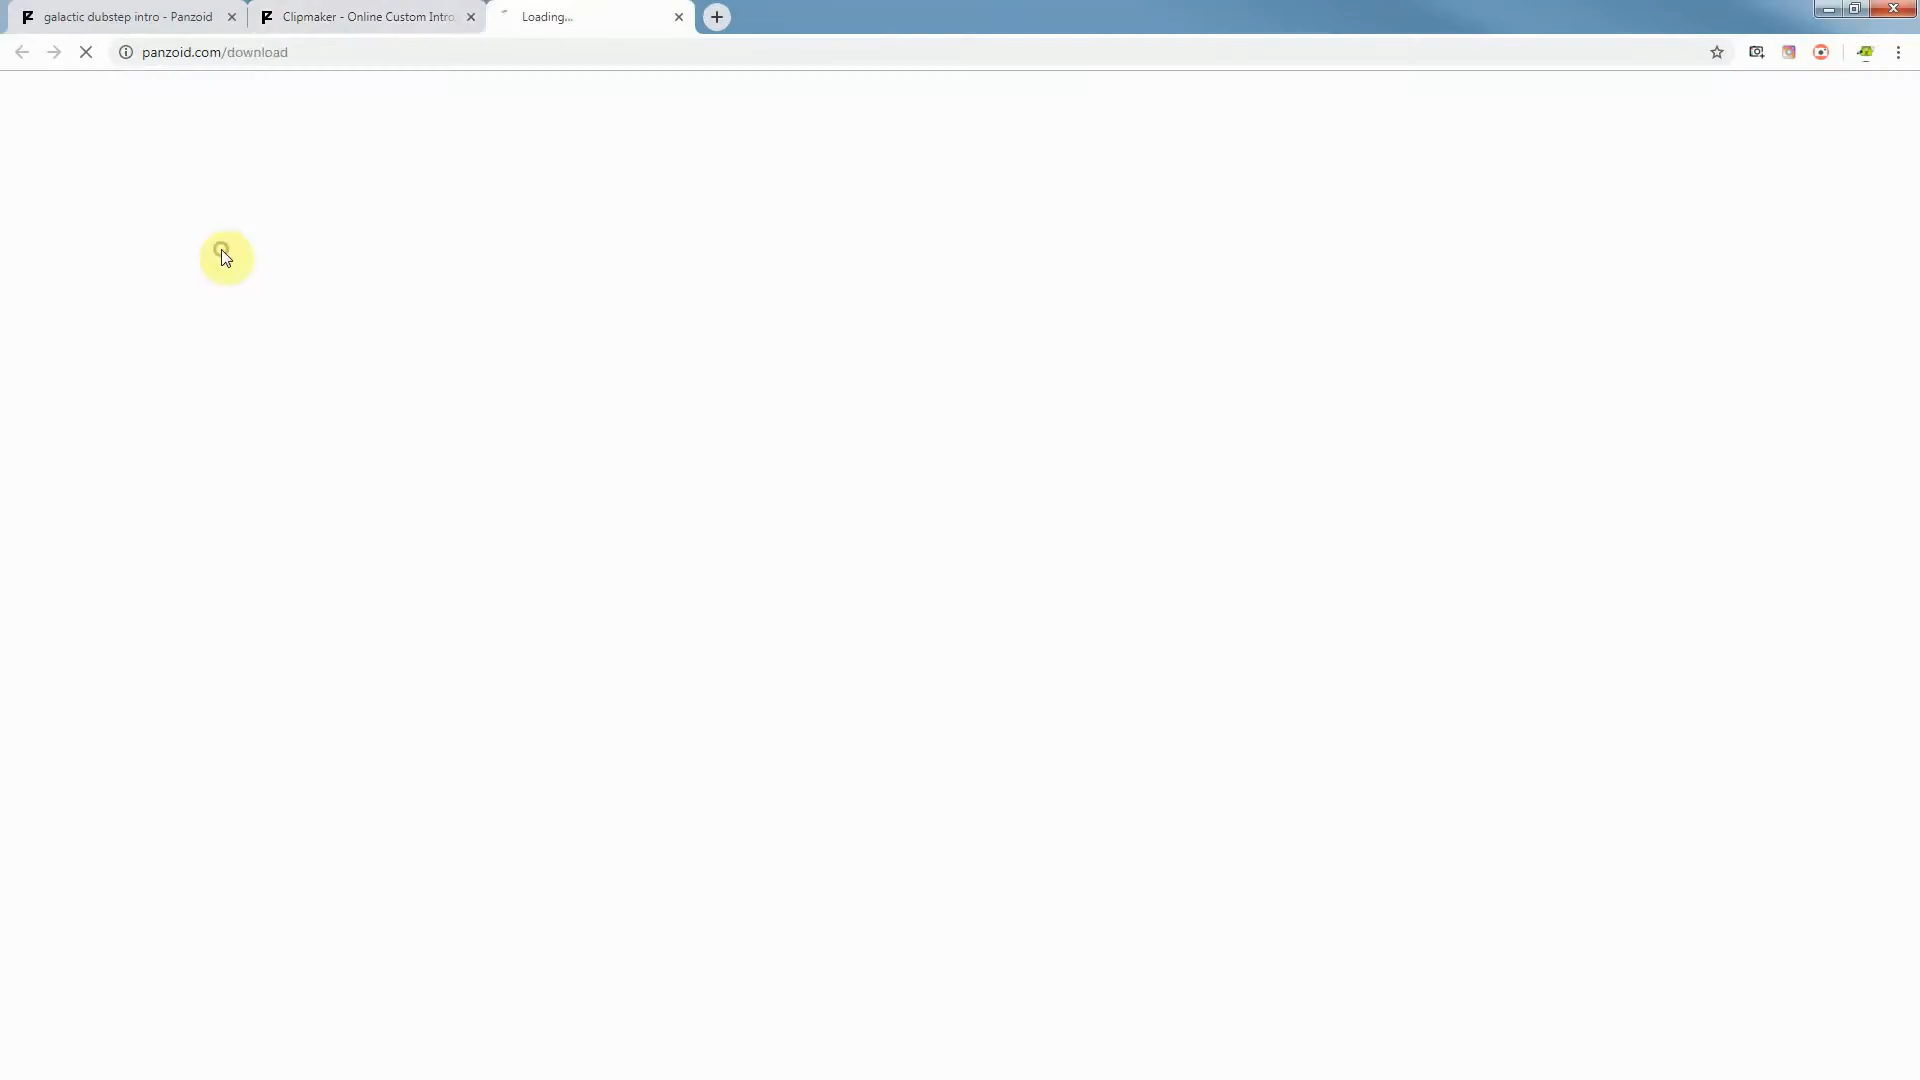 galactic dubstep intro - Panzoid
Clipmaker - Online Custom Intro
Loading...
panzoid.com/download